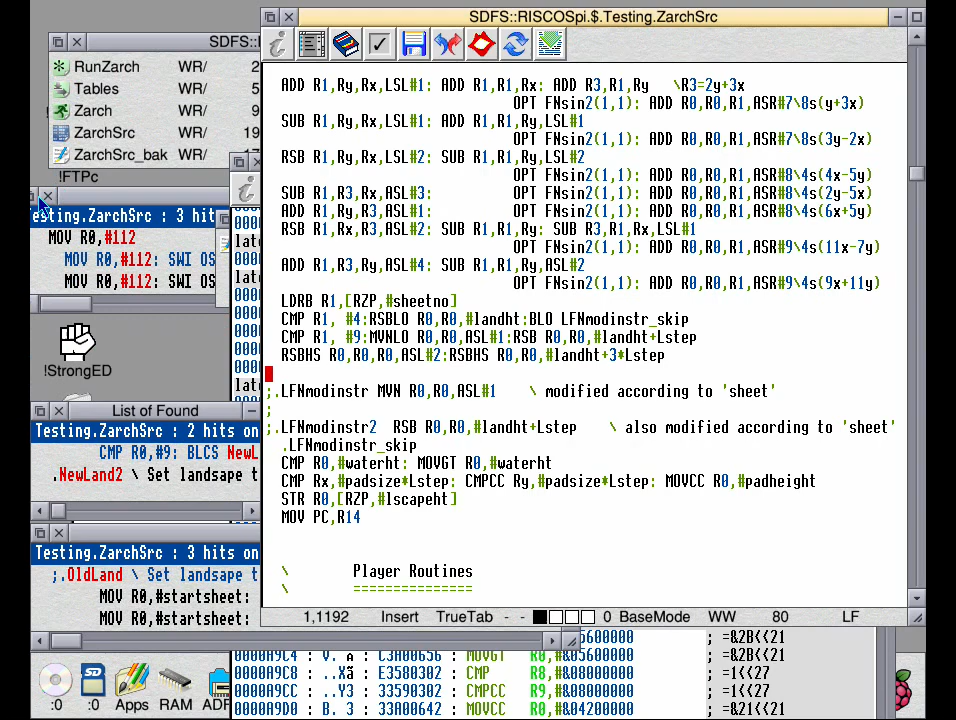 SDFS::RISCOSpi.$.Testing.ZarchSrc
SDFS::
RunZarch WR/ 2
Tables WR/ 5
Zarch WR/ 9
ZarchSrc WR/ 19
ZarchSrc_bak WR/
!FTPc
Testing.ZarchSrc : 3 hit
MOV R0,#112
MOV R0,#112: SWI OS
MOV R0,#112: SWI OS
!StrongED
List of Found
Testing.ZarchSrc : 2 hits on
CMP R0,#9: BLCS NewL
.NewLand2 \ Set landsape t
Testing.ZarchSrc : 3 hits on
;.OldLand \ Set landsape t
MOV R0,#startsheet:
MOV R0,#startsheet:
ADD R1,Ry,Rx,LSL#1: ADD R1,R1,Rx: ADD R3,R1,Ry \R3=2y+3x
OPT FNsin2(1,1): ADD R0,R0,R1,ASR#7\8s(y+3x)
SUB R1,Ry,Rx,LSL#1: ADD R1,R1,Ry,LSL#1
OPT FNsin2(1,1): ADD R0,R0,R1,ASR#7\8s(3y-2x)
RSB R1,Ry,Rx,LSL#2: SUB R1,R1,Ry,LSL#2
OPT FNsin2(1,1): ADD R0,R0,R1,ASR#8\4s(4x-5y)
SUB R1,R3,Rx,ASL#3: OPT FNsin2(1,1): ADD R0,R0,R1,ASR#8\4s(2y-5x)
ADD R1,Ry,R3,ASL#1: OPT FNsin2(1,1): ADD R0,R0,R1,ASR#8\4s(6x+5y)
RSB R1,Rx,R3,ASL#2: SUB R1,R1,Ry: SUB R3,R1,Rx,LSL#1
OPT FNsin2(1,1): ADD R0,R0,R1,ASR#9\4s(11x-7y)
ADD R1,R3,Ry,ASL#4: SUB R1,R1,Ry,ASL#2
OPT FNsin2(1,1): ADD R0,R0,R1,ASR#9\4s(9x+11y)
LDRB R1,[RZP,#sheetno]
CMP R1, #4:RSBLO R0,R0,#landht:BLO LFNmodinstr_skip
CMP R1, #9:MVNLO R0,R0,ASL#1:RSB R0,R0,#landht+Lstep
RSBHS R0,R0,R0,ASL#2:RSBHS R0,R0,#landht+3*Lstep
;.LFNmodinstr MVN R0,R0,ASL#1 \ modified according to 'sheet'
;
;.LFNmodinstr2 RSB R0,R0,#landht+Lstep \ also modified according to 'sheet'
.LFNmodinstr_skip
CMP R0,#waterht: MOVGT R0,#waterht
CMP Rx,#padsize*Lstep: CMPCC Ry,#padsize*Lstep: MOVCC R0,#padheight
STR R0,[RZP,#lscapeht]
MOV PC,R14
\ Player Routines
\ ===============
1,1192 Insert TrueTab - - 0 BaseMode WW 80 LF
05600000 ; =&2B<<21
0000A9C4 : V. : C3A00656 : MOVGT R0,#&05600000 ; =&2B<<21
0000A9C8 : ..Xã : E3580302 : CMP R8,#&08000000 ; =1<<27
0000A9CC : ..Y3 : 33590302 : CMPCC R9,#&08000000 ; =1<<27
0000A9D0 : B. 3 : 33A00642 : MOVCC R0,#&04200000 ; =&21<<21
:0 :0 Apps RAM ADF